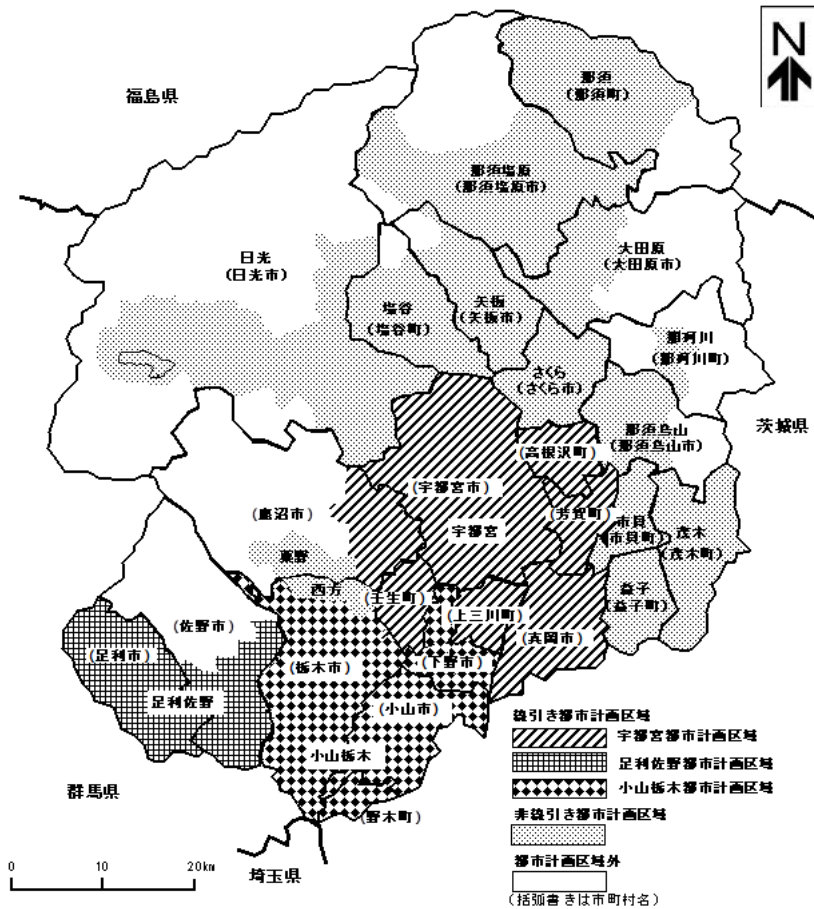 N
福島県
那須
(那須町)
那須塩原
(那須塩原市)
大田原
(大田原市)
日光
(日光市)
塩谷
(塩谷町)
矢板
(矢板市)
那珂川
(那珂川町)
さくら
(さくら市)
那須烏山
(那須烏山市)
茨城県
(高根沢町)
(宇都宮市)
(芳賀町)
(鹿沼市)
宇都宮
市貝
(市貝町)
茂木
(茂木町)
粟野
西方
(壬生町)
(上三川町)
益子
(益子町)
(佐野市)
(真岡市)
(足利市)
(栃木市)
(下野市)
足利佐野
(小山市)
小山栃木
(野木町)
群馬県
埼玉県
0 10 20km
線引き都市計画区域
宇都宮都市計画区域
足利佐野都市計画区域
小山栃木都市計画区域
非線引き都市計画区域
都市計画区域外
(括弧書きは市町村名)